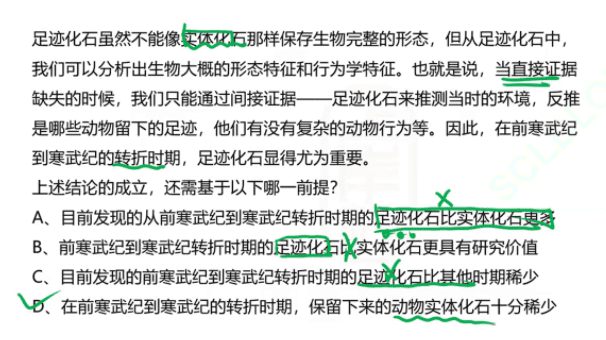 足迹化石虽然不能像实体化石那样保存生物完整的形态，但从足迹化石中，
我们可以分析出生物大概的形态特征和行为学特征。也就是说，当直接证据
缺失的时候，我们只能通过间接证据——足迹化石来推测当时的环境，反推
是哪些动物留下的足迹，他们有没有复杂的动物行为等。因此，在前寒武纪
到寒武纪的转折时期，足迹化石显得尤为重要。
上述结论的成立，还需基于以下哪一前提？
A、目前发现的从前寒武纪到寒武纪转折时期的足迹化石比实体化石更多
B、前寒武纪到寒武纪转折时期的足迹化石比实体化石更具有研究价值
C、目前发现的前寒武纪到寒武纪转折时期的足迹化石比其他时期稀少
D、在前寒武纪到寒武纪的转折时期，保留下来的动物实体化石十分稀少